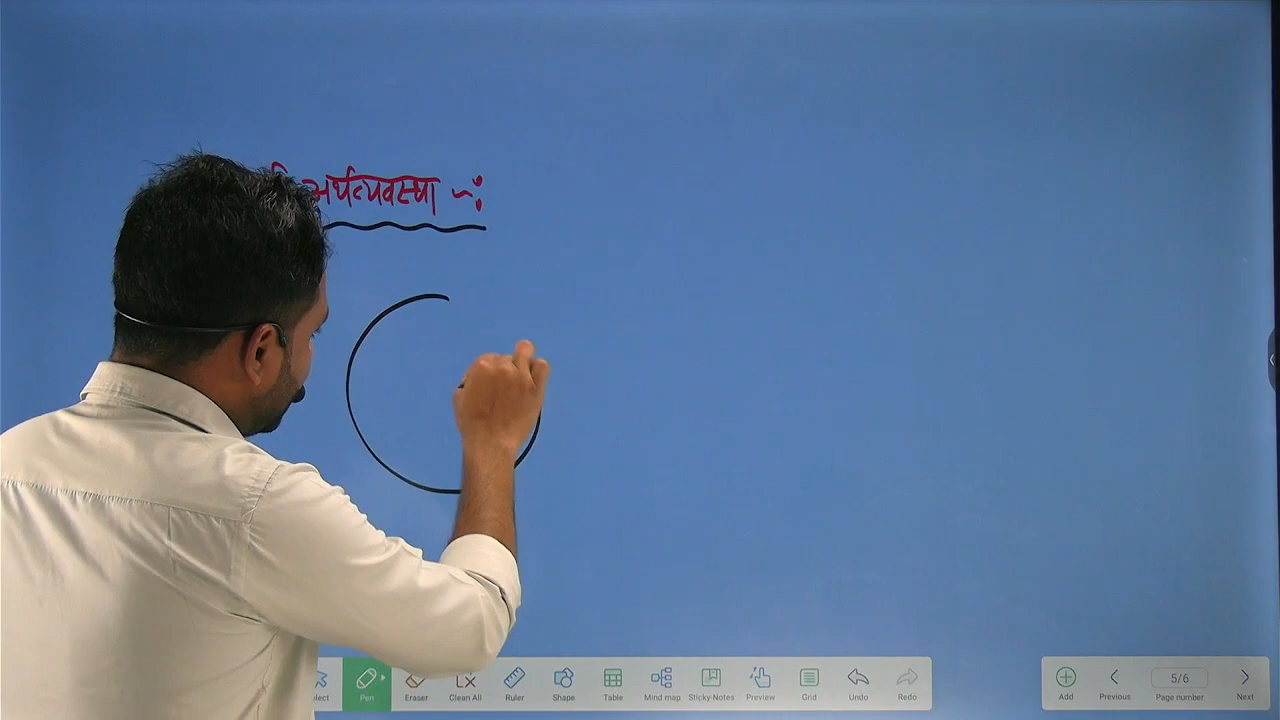 अर्थव्यवस्था ~:
Pen Eraser Clean All Ruler Shape Table Mind map Sticky-Notes Preview Grid Undo Redo
Add Previous 5/6 Page number Next